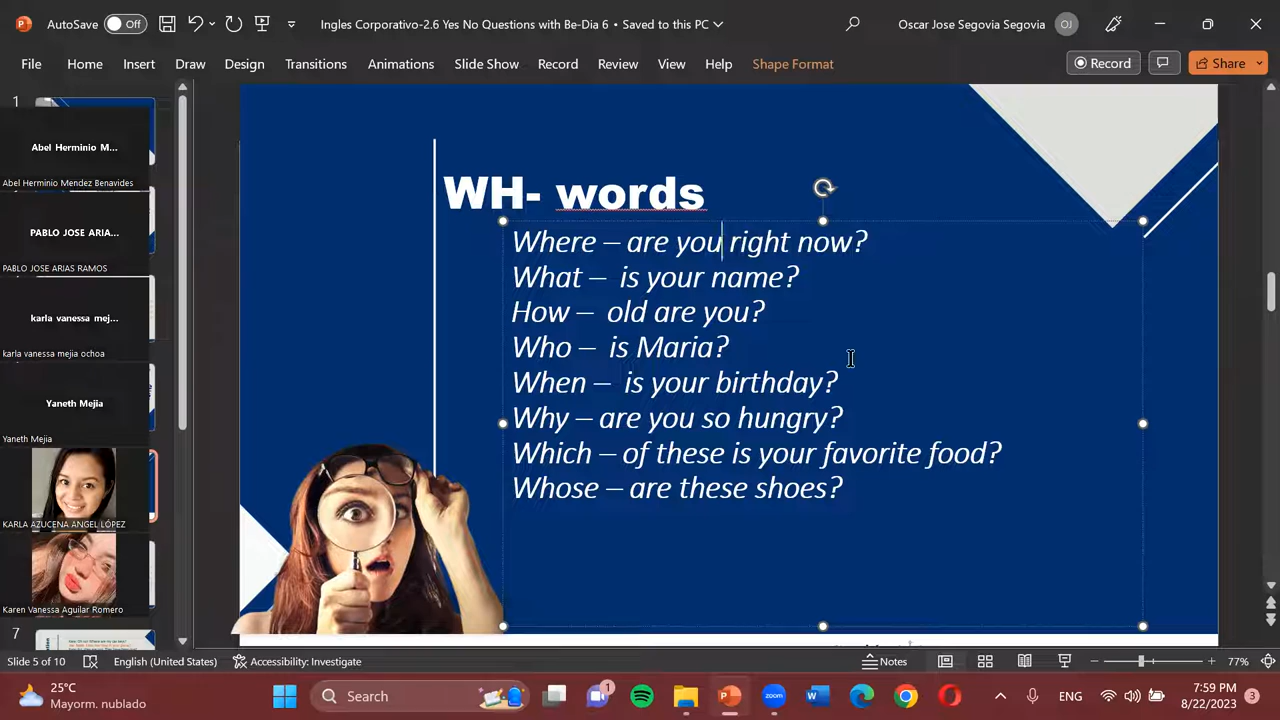 AutoSave Off Ingles Corporativo-2.6 Yes No Questions with Be-Dia 6 • Saved to this PC Oscar Jose Segovia Segovia OJ
File Home Insert Draw Design Transitions Animations Slide Show Record Review View Help Shape Format Record Share
1
Abel Herminio M...
Abel Herminio Mendez Benavides
PABLO JOSE ARIA...
PABLO JOSE ARIAS RAMOS
karla vanessa mej...
karla vanessa mejia ochoa
Yaneth Mejia
Yaneth Mejia
KARLA AZUCENA ANGEL LÓPEZ
Karen Vanessa Aguilar Romero
7
WH- words
Where – are you right now?
What – is your name?
How – old are you?
Who – is Maria?
When – is your birthday?
Why – are you so hungry?
Which – of these is your favorite food?
Whose – are these shoes?
Slide 5 of 10 English (United States) Accessibility: Investigate Notes 77%
25°C
Mayorm. nublado
Search
1
ENG
7:59 PM
8/22/2023
3
zoom